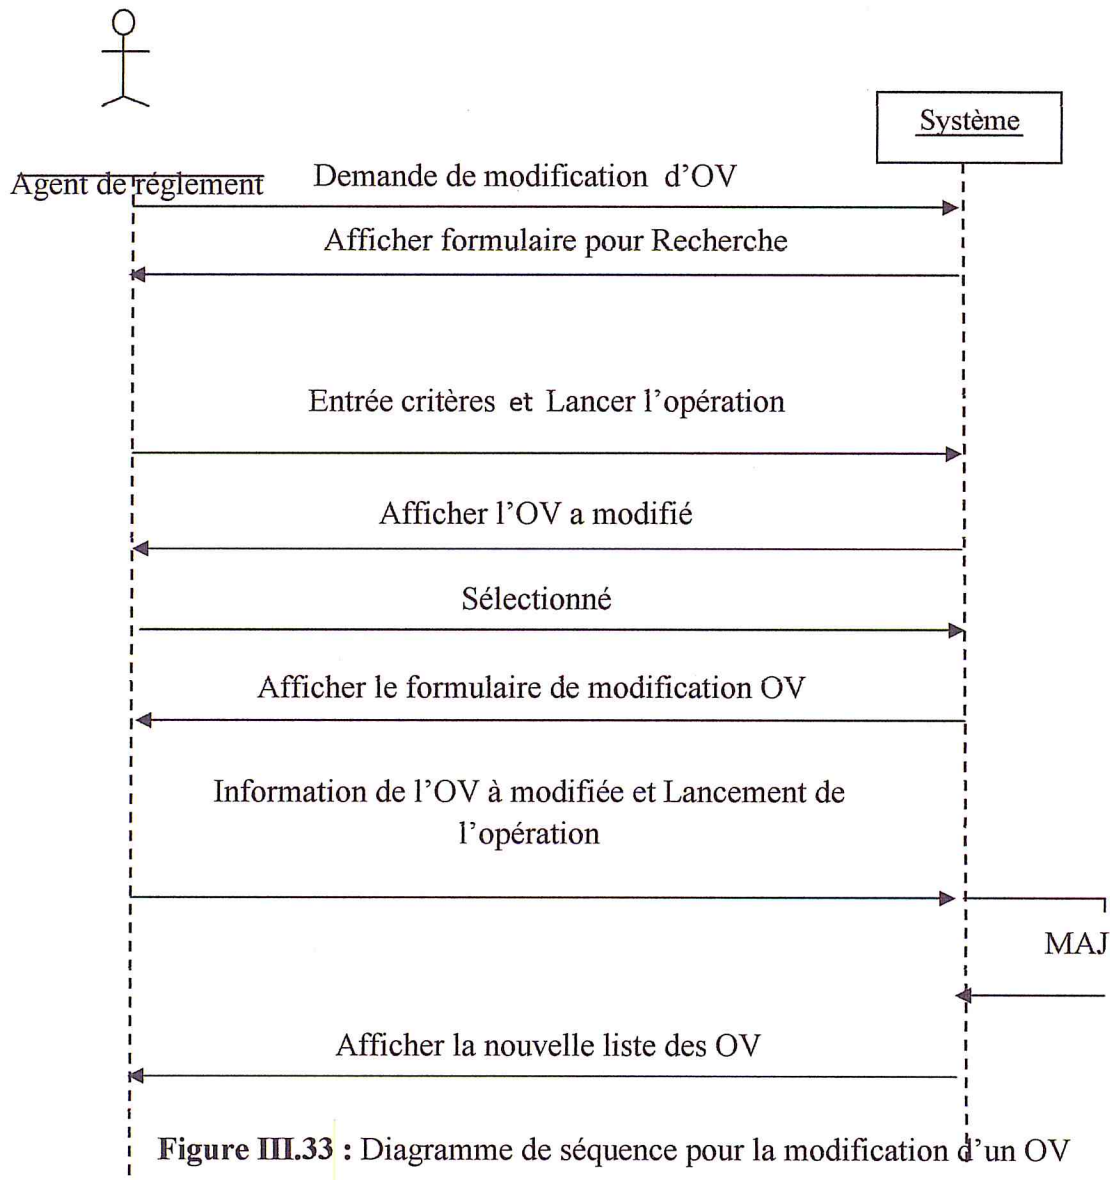 Système
Agent de réglement
Demande de modification d'OV
Afficher formulaire pour Recherche
Entrée critères et Lancer l'opération
Afficher l'OV a modifié
Sélectionné
Afficher le formulaire de modification OV
Information de l'OV à modifiée et Lancement de
l'opération
MAJ
Afficher la nouvelle liste des OV
Figure III.33 : Diagramme de séquence pour la modification d'un OV